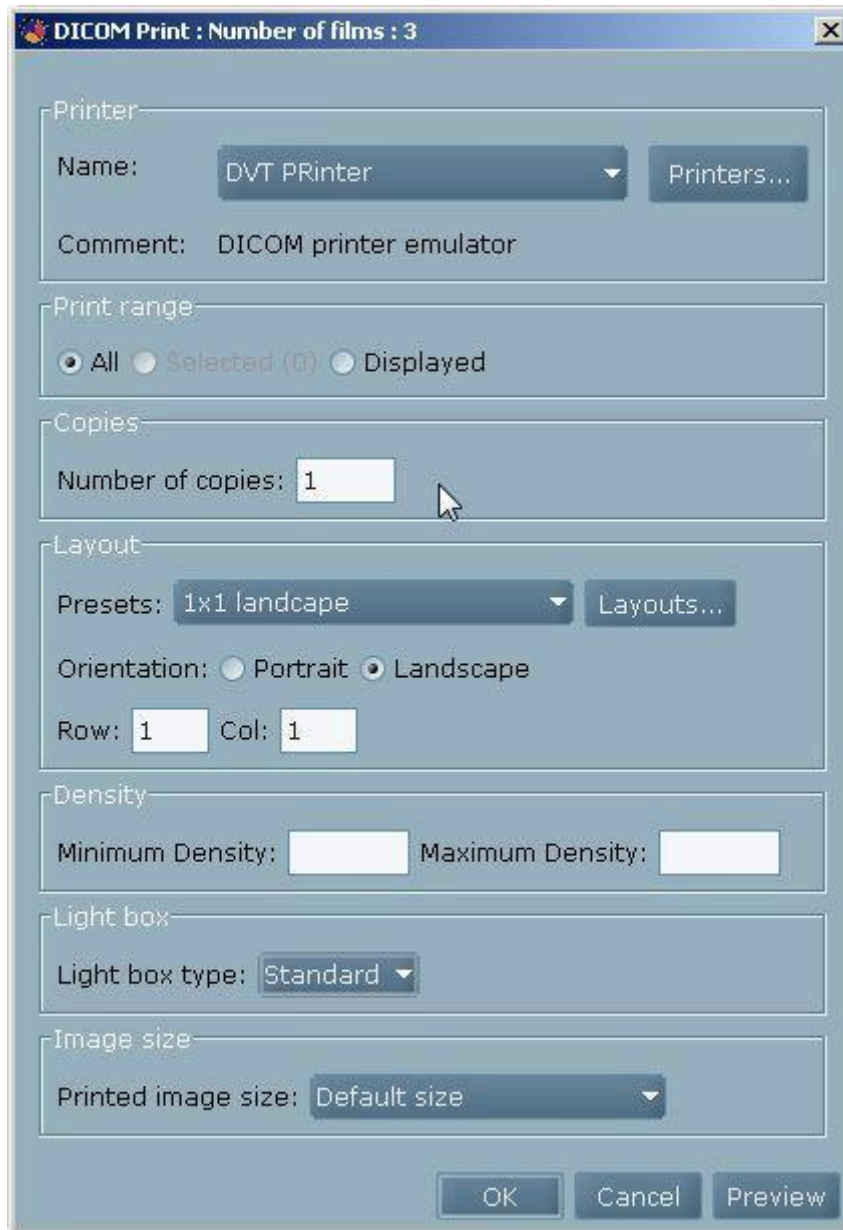 DICOM Print : Number of films : 3
Printer
Name: DVT PRinter Printers...
Comment: DICOM printer emulator
Print range
All Selected (0) Displayed
Copies
Number of copies: 1
Layout
Presets: 1x1 landcape Layouts...
Orientation: Portrait Landscape
Row: 1 Col: 1
Density
Minimum Density: Maximum Density:
Light box
Light box type: Standard
Image size
Printed image size: Default size
OK Cancel Preview